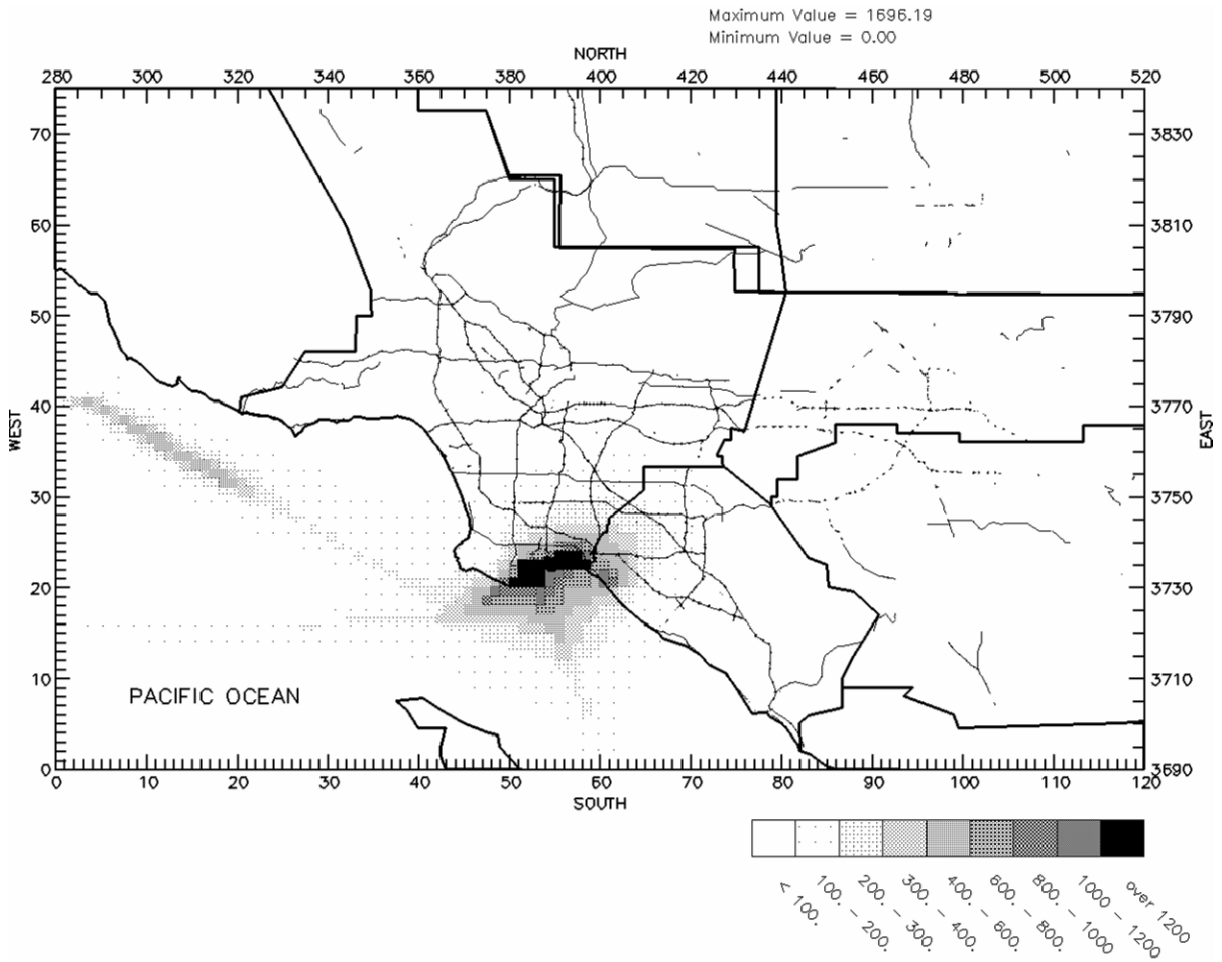 Maximum Value = 1696.19
Minimum Value = 0.00
NORTH
280 300 320 340 360 380 400 420 440 460 480 500 520
70 3830
60 3810
50 3790
40 3770
WEST EAST
30 3750
20 3730
10 3710
PACIFIC OCEAN
0 3690
0 10 20 30 40 50 60 70 80 90 100 110 120
SOUTH
< 100.
100. - 200.
200. - 300.
300. - 400.
400. - 600.
600. - 800.
800. - 1000
1000 - 1200
over 1200